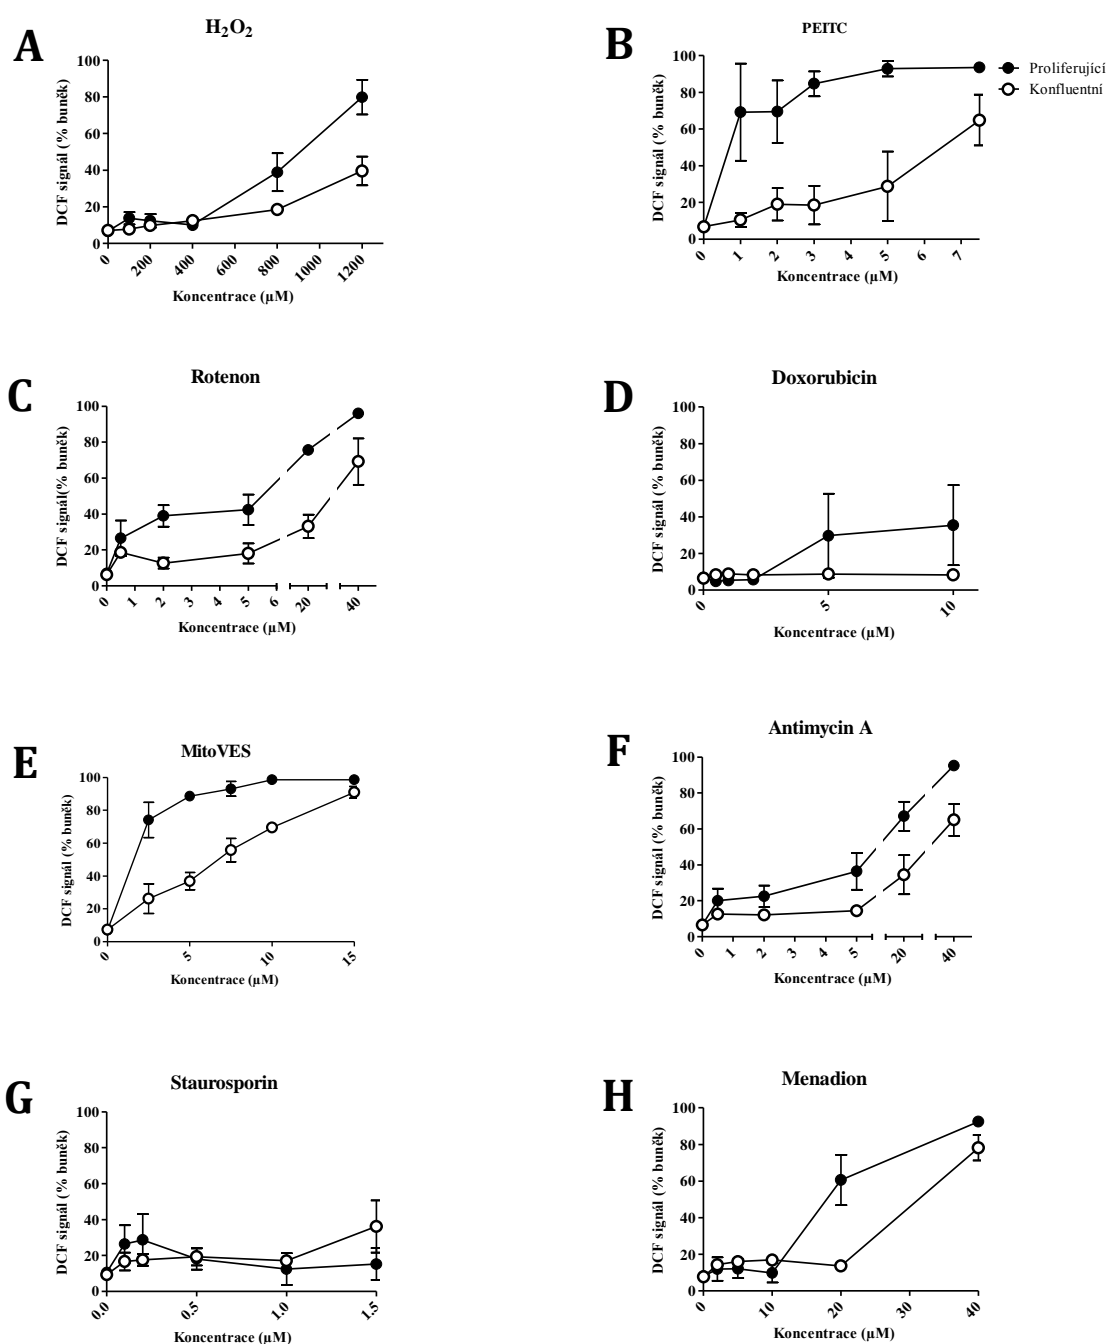 A
H2O2
DCF signál (% buněk)
100
80
60
40
20
0
0 200 400 600 800 1000 1200
Koncentrace (µM)
B
PEITC
DCF signál (% buněk)
100
80
60
40
20
0
0 1 2 3 4 5 6 7
Koncentrace (µM)
Proliferující
Konfluentní
C
Rotenon
DCF signál(% buněk)
100
80
60
40
20
0
0 1 2 3 4 5 6 20 40
Koncentrace (µM)
D
Doxorubicin
DCF signál (% buněk)
100
80
60
40
20
0
0 5 10
Koncentrace (µM)
E
MitoVES
DCF signál (% buněk)
100
80
60
40
20
0
0 5 10 15
Koncentrace (µM)
F
Antimycin A
DCF signál (% buněk)
100
80
60
40
20
0
0 1 2 3 4 5 20 40
Koncentrace (µM)
G
Staurosporin
DCF signál (% buněk)
100
80
60
40
20
0
0.0 0.5 1.0 1.5
Koncentrace (µM)
H
Menadion
DCF signál (% buněk)
100
80
60
40
20
0
0 10 20 30 40
Koncentrace (µM)